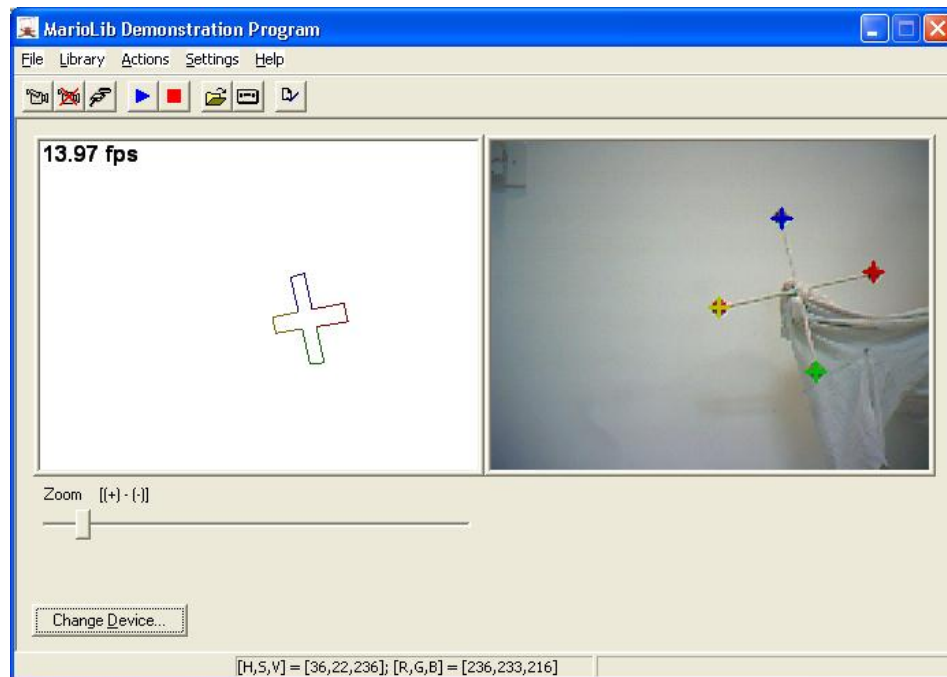 MarioLib Demonstration Program
File Library Actions Settings Help
13.97 fps
Zoom [(+) - (-)]
Change Device...
[H,S,V] = [36,22,236]; [R,G,B] = [236,233,216]